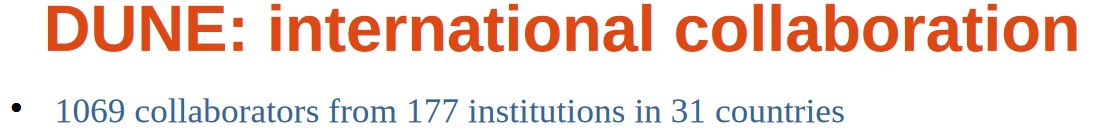 DUNE: international collaboration
• 1069 collaborators from 177 institutions in 31 countries